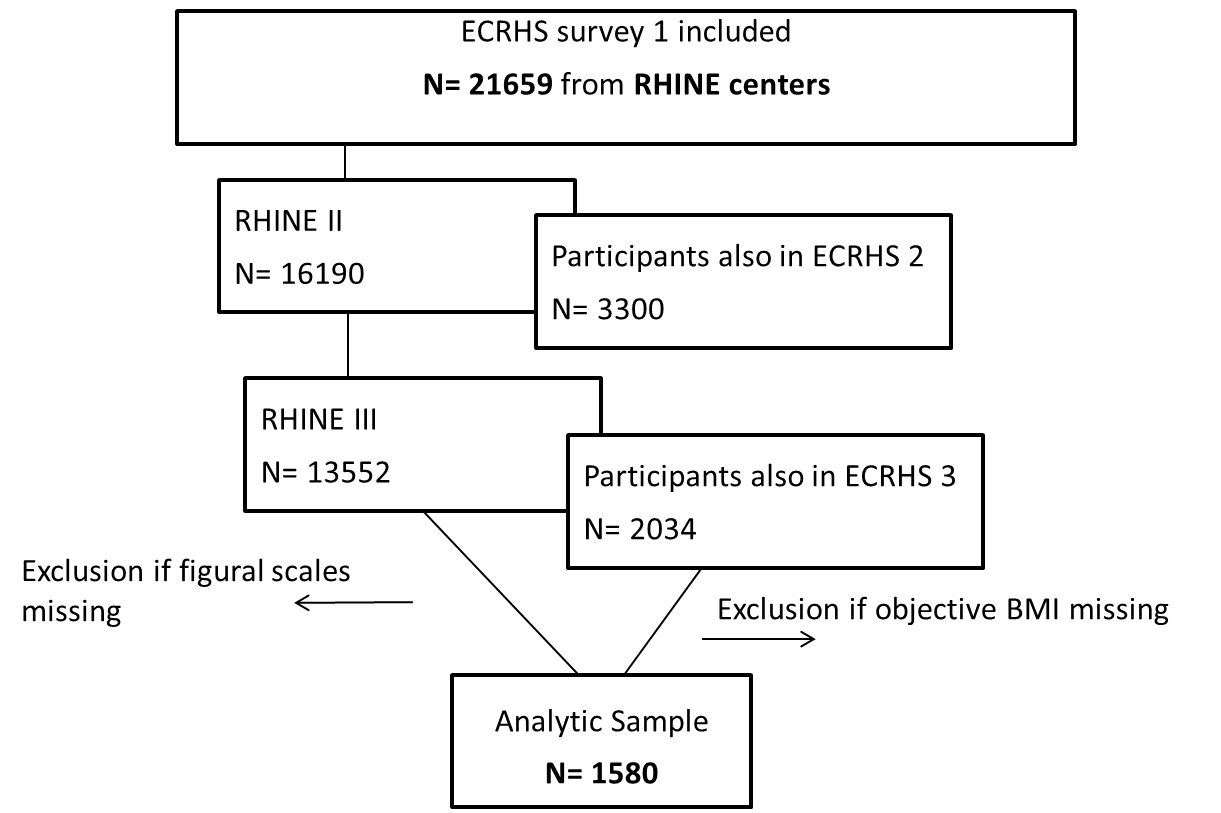 ECRHS survey 1 included
N= 21659 from RHINE centers
RHINE II
N= 16190
Participants also in ECRHS 2
N= 3300
RHINE III
N= 13552
Participants also in ECRHS 3
N= 2034
Exclusion if figural scales
missing
Exclusion if objective BMI missing
Analytic Sample
N= 1580